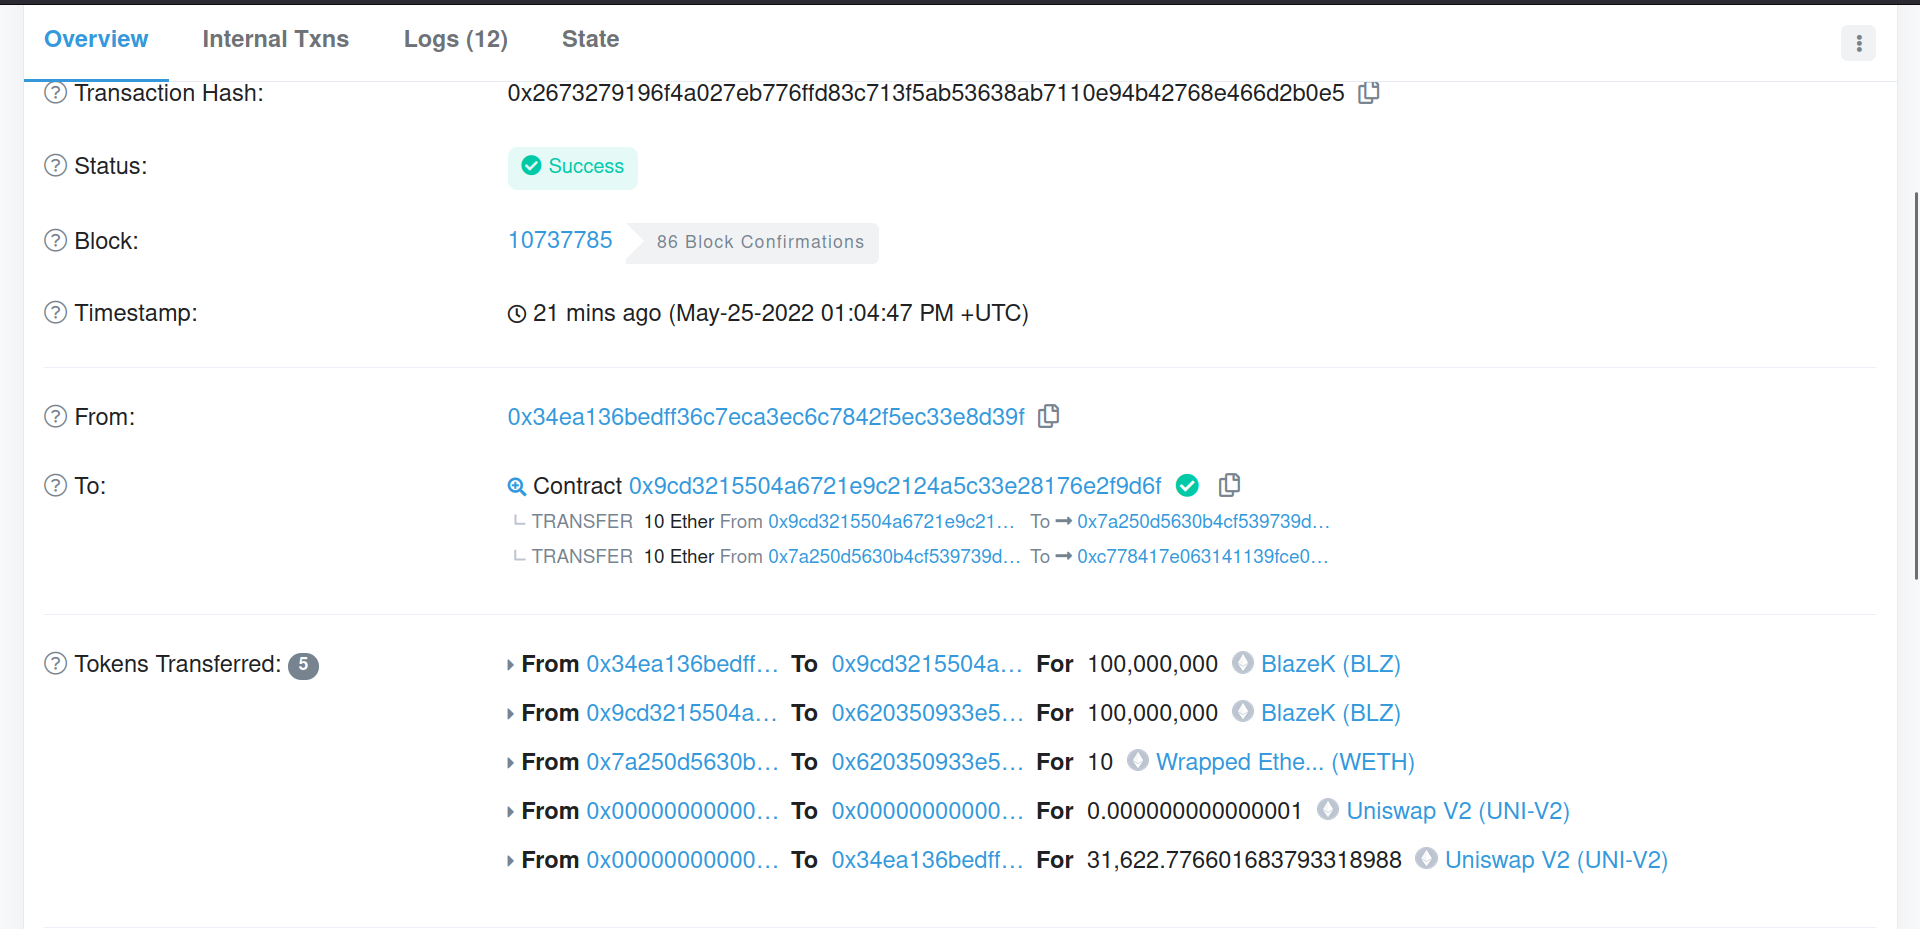 Overview Internal Txns Logs (12) State
Transaction Hash: 0x2673279196f4a027eb776ffd83c713f5ab53638ab7110e94b42768e466d2b0e5
Status: Success
Block: 10737785 86 Block Confirmations
Timestamp: 21 mins ago (May-25-2022 01:04:47 PM +UTC)
From: 0x34ea136bedff36c7eca3ec6c7842f5ec33e8d39f
To: Contract 0x9cd3215504a6721e9c2124a5c33e28176e2f9d6f
TRANSFER 10 Ether From 0x9cd3215504a6721e9c21... To 0x7a250d5630b4cf539739d...
TRANSFER 10 Ether From 0x7a250d5630b4cf539739d... To 0xc778417e063141139fce0...
Tokens Transferred: 5 From 0x34ea136bedff... To 0x9cd3215504a... For 100,000,000 BlazeK (BLZ)
From 0x9cd3215504a... To 0x620350933e5... For 100,000,000 BlazeK (BLZ)
From 0x7a250d5630b... To 0x620350933e5... For 10 Wrapped Ethe... (WETH)
From 0x00000000000... To 0x00000000000... For 0.000000000000001 Uniswap V2 (UNI-V2)
From 0x00000000000... To 0x34ea136bedff... For 31,622.776601683793318988 Uniswap V2 (UNI-V2)